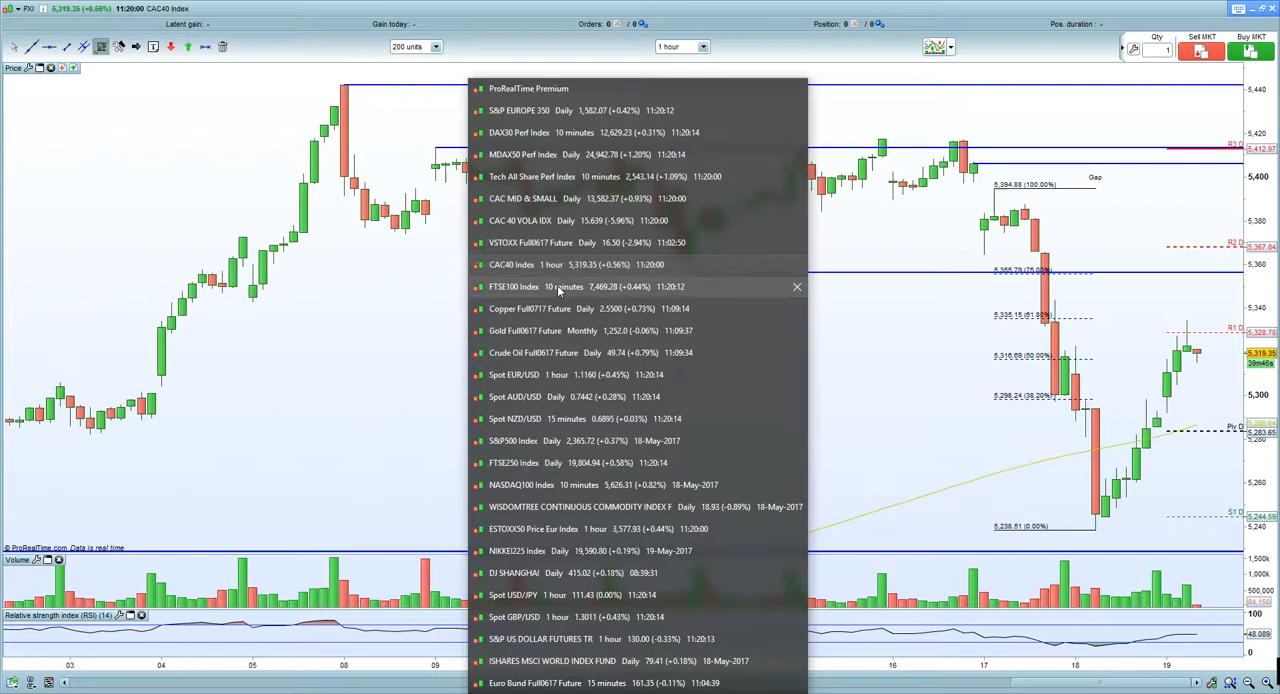 PXI 5,319.35 (+0.56%) 11:20:00 CAC40 Index
Latent gain: -
Gain today: -
Orders: 0 / 0
Position: 0 / 0
Pos. duration : -
200 units
1 hour
Qty
1
Sell MKT
Buy MKT
Price
ProRealTime Premium
S&P EUROPE 350 Daily 1,582.07 (+0.42%) 11:20:12
DAX30 Perf Index 10 minutes 12,629.23 (+0.31%) 11:20:14
MDAX50 Perf Index Daily 24,942.78 (+1.20%) 11:20:14
Tech All Share Perf Index 10 minutes 2,543.14 (+1.09%) 11:20:00
CAC MID & SMALL Daily 13,582.37 (+0.93%) 11:20:00
CAC 40 VOLA IDX Daily 15.639 (-5.96%) 11:20:00
VSTOXX Full0617 Future Daily 16.50 (-2.94%) 11:02:50
CAC40 Index 1 hour 5,319.35 (+0.56%) 11:20:00
FTSE100 Index 10 minutes 7,469.28 (+0.44%) 11:20:12
Copper Full0717 Future Daily 2.5500 (+0.73%) 11:09:14
Gold Full0617 Future Monthly 1,252.0 (-0.06%) 11:09:37
Crude Oil Full0617 Future Daily 49.74 (+0.79%) 11:09:34
Spot EUR/USD 1 hour 1.1160 (+0.45%) 11:20:14
Spot AUD/USD Daily 0.7442 (+0.28%) 11:20:14
Spot NZD/USD 15 minutes 0.6895 (+0.03%) 11:20:14
S&P500 Index Daily 2,365.72 (+0.37%) 18-May-2017
FTSE250 Index Daily 19,804.94 (+0.58%) 11:20:14
NASDAQ100 Index 10 minutes 5,626.31 (+0.82%) 18-May-2017
WISDOMTREE CONTINUOUS COMMODITY INDEX F Daily 18.93 (-0.89%) 18-May-2017
ESTOXX50 Price Eur Index 1 hour 3,577.93 (+0.44%) 11:20:00
NIKKEI225 Index Daily 19,590.80 (+0.19%) 19-May-2017
DJ SHANGHAI Daily 415.02 (+0.18%) 08:39:31
Spot USD/JPY 1 hour 111.43 (0.00%) 11:20:14
Spot GBP/USD 1 hour 1.3011 (+0.43%) 11:20:14
S&P US DOLLAR FUTURES TR 1 hour 130.00 (-0.33%) 11:20:13
ISHARES MSCI WORLD INDEX FUND Daily 79.41 (+0.18%) 18-May-2017
Euro Bund Full0617 Future 15 minutes 161.35 (-0.11%) 11:04:39
Gap
5,394.88 (100.00%)
5,355.79 (75.00%)
5,335.15 (61.80%)
5,316.69 (50.00%)
5,298.24 (38.20%)
5,238.51 (0.00%)
R3 D
R2 D
R1 D
Piv D
S1 D
5,440
5,420
5,412.97
5,400
5,380
5,367.84
5,360
5,340
5,328.78
5,319.35
39m46s
5,300
5,283.65
5,260
5,244.59
5,240
© ProRealTime.com Data is real time
Volume
1,500k
1,000k
500,000
84,150
Relative strength index (RSI) (14)
100
48.089
0
03 04 05 08 09 16 17 18 19